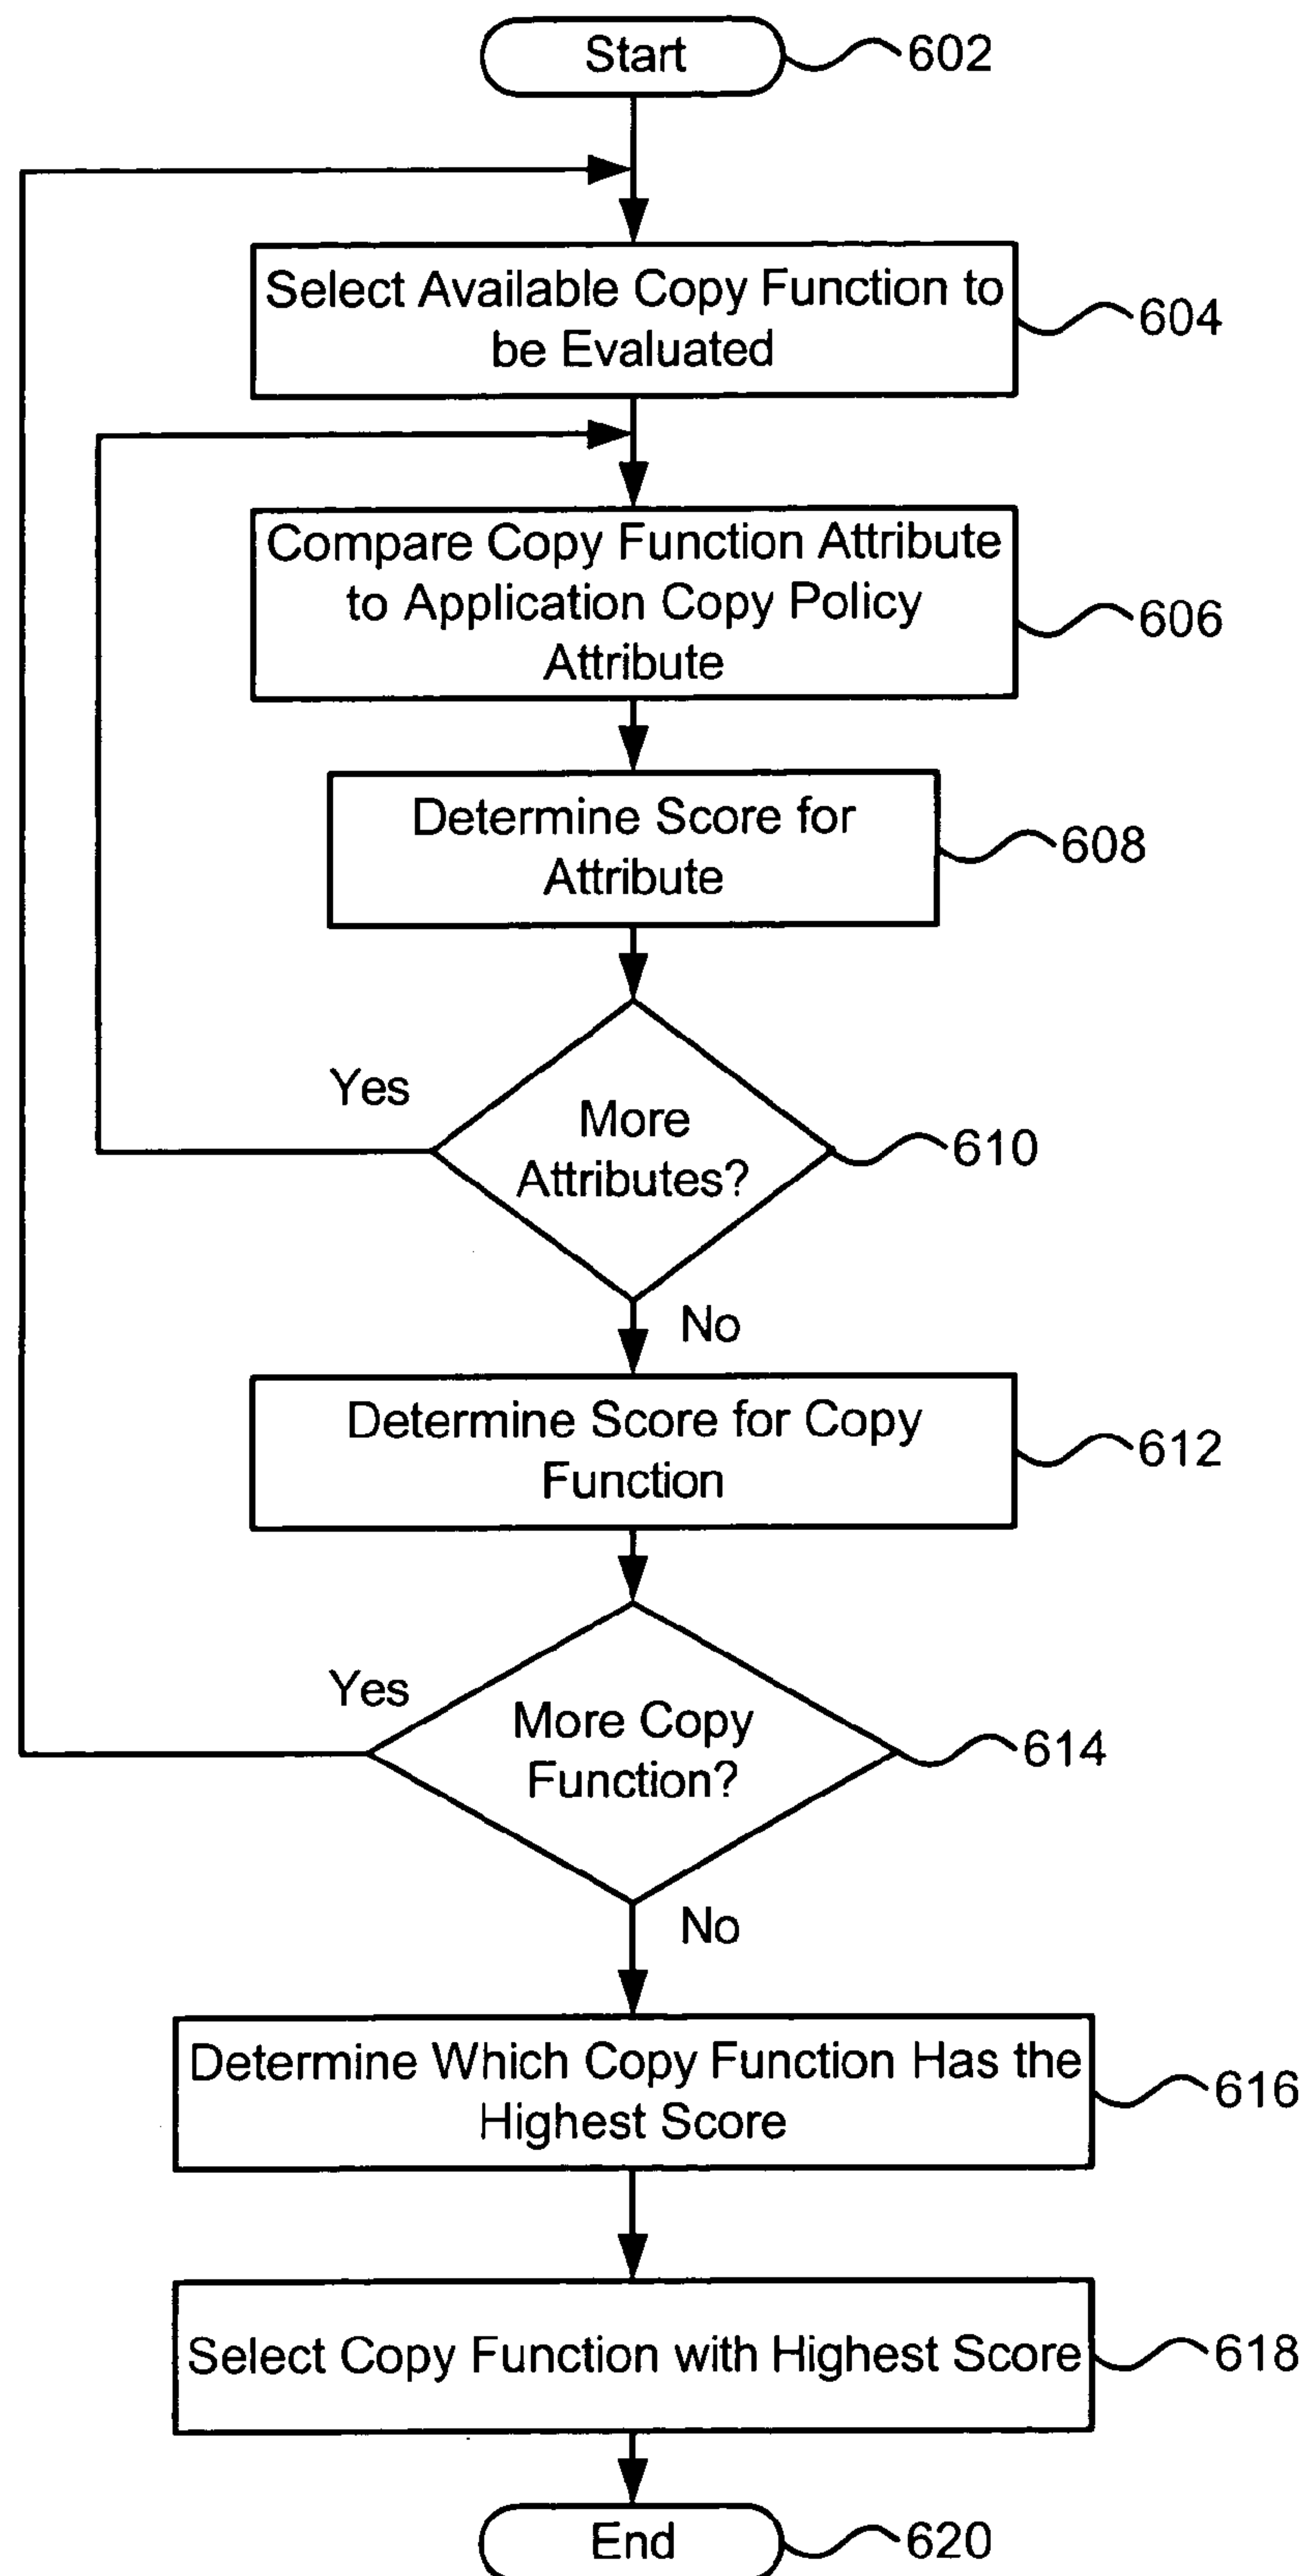 Start
602
Select Available Copy Function to
be Evaluated
604
Compare Copy Function Attribute
to Application Copy Policy
Attribute
606
Determine Score for
Attribute
608
Yes
More
Attributes?
610
No
Determine Score for Copy
Function
612
Yes
More Copy
Function?
614
No
Determine Which Copy Function Has the
Highest Score
616
Select Copy Function with Highest Score
618
End
620